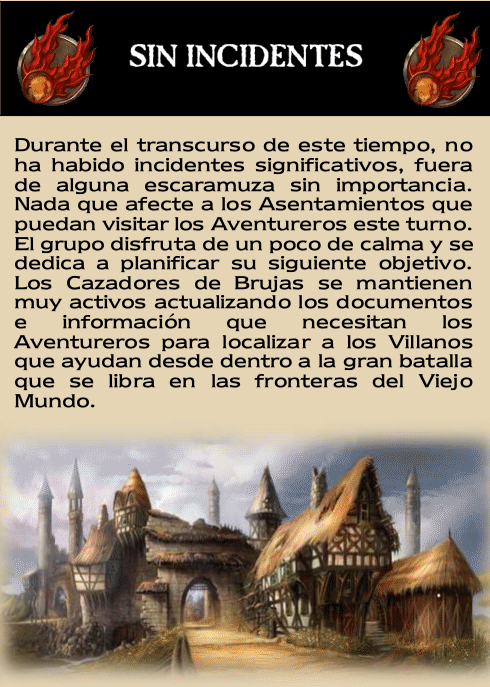 SIN INCIDENTES
Durante el transcurso de este tiempo, no
ha habido incidentes significativos, fuera
de alguna escaramuza sin importancia.
Nada que afecte a los Asentamientos que
puedan visitar los Aventureros este turno.
El grupo disfruta de un poco de calma y se
dedica a planificar su siguiente objetivo.
Los Cazadores de Brujas se mantienen
muy activos actualizando los documentos
e información que necesitan los
Aventureros para localizar a los Villanos
que ayudan desde dentro a la gran batalla
que se libra en las fronteras del Viejo
Mundo.